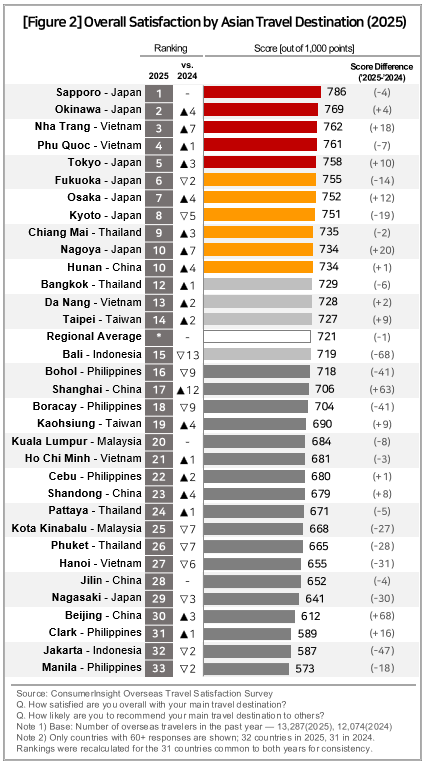 [Figure 2] Overall Satisfaction by Asian Travel Destination (2025)
Ranking Score [out of 1,000 points]
2025 vs. 2024 Score Difference ('2025-'2024)
Sapporo - Japan 1 - 786 (-4)
Okinawa - Japan 2 ▲4 769 (+4)
Nha Trang - Vietnam 3 ▲7 762 (+18)
Phu Quoc - Vietnam 4 ▲1 761 (-7)
Tokyo - Japan 5 ▲3 758 (+10)
Fukuoka - Japan 6 ▽2 755 (-14)
Osaka - Japan 7 ▲4 752 (+12)
Kyoto - Japan 8 ▽5 751 (-19)
Chiang Mai - Thailand 9 ▲3 735 (-2)
Nagoya - Japan 10 ▲7 734 (+20)
Hunan - China 10 ▲4 734 (+1)
Bangkok - Thailand 12 ▲1 729 (-6)
Da Nang - Vietnam 13 ▲2 728 (+2)
Taipei - Taiwan 14 ▲2 727 (+9)
Regional Average * - 721 (-1)
Bali - Indonesia 15 ▽13 719 (-68)
Bohol - Philippines 16 ▽9 718 (-41)
Shanghai - China 17 ▲12 706 (+63)
Boracay - Philippines 18 ▽9 704 (-41)
Kaohsiung - Taiwan 19 ▲4 690 (+9)
Kuala Lumpur - Malaysia 20 - 684 (-8)
Ho Chi Minh - Vietnam 21 ▲1 681 (-3)
Cebu - Philippines 22 ▲2 680 (+1)
Shandong - China 23 ▲4 679 (+8)
Pattaya - Thailand 24 ▲1 671 (-5)
Kota Kinabalu - Malaysia 25 ▽7 668 (-27)
Phuket - Thailand 26 ▽7 665 (-28)
Hanoi - Vietnam 27 ▽6 655 (-31)
Jilin - China 28 - 652 (-4)
Nagasaki - Japan 29 ▽3 641 (-30)
Beijing - China 30 ▲3 612 (+68)
Clark - Philippines 31 ▲1 589 (+16)
Jakarta - Indonesia 32 ▽2 587 (-47)
Manila - Philippines 33 ▽2 573 (-18)
Source: ConsumerInsight Overseas Travel Satisfaction Survey
Q. How satisfied are you overall with your main travel destination?
Q. How likely are you to recommend your main travel destination to others?
Note 1) Base: Number of overseas travelers in the past year — 13,287(2025), 12,074(2024)
Note 2) Only countries with 60+ responses are shown; 32 countries in 2025, 31 in 2024.
Rankings were recalculated for the 31 countries common to both years for consistency.